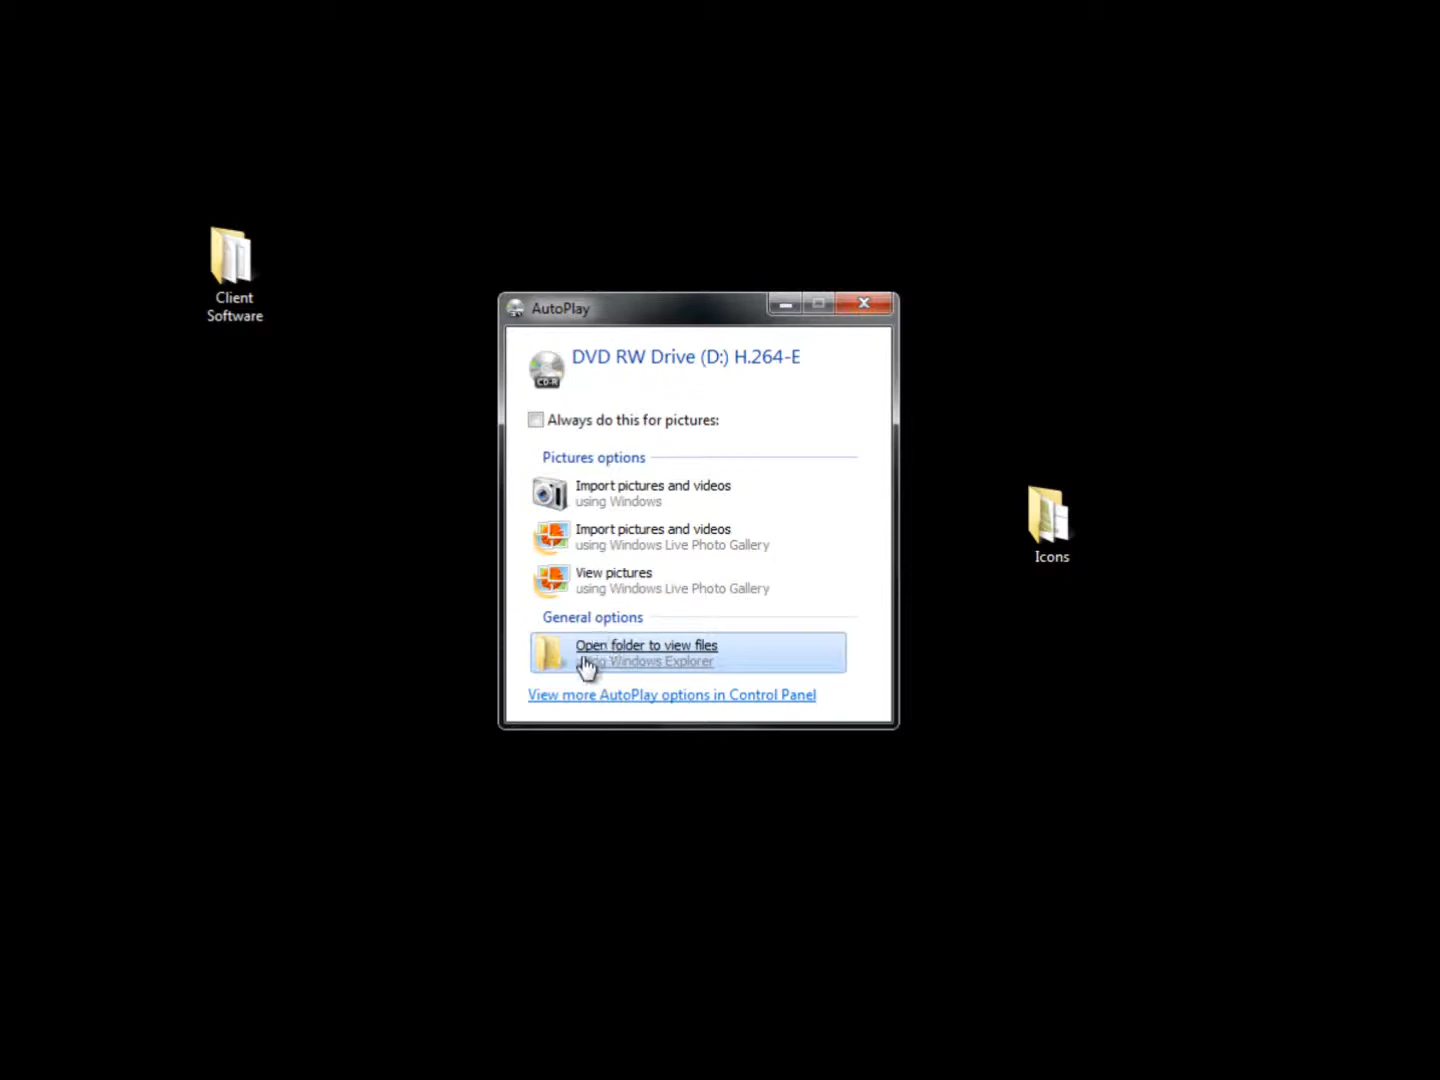 Client
Software
AutoPlay
DVD RW Drive (D:) H.264-E
CD-R
Always do this for pictures:
Pictures options
Import pictures and videos
using Windows
Import pictures and videos
using Windows Live Photo Gallery
View pictures
using Windows Live Photo Gallery
General options
Open folder to view files
Windows Explorer
View more AutoPlay options in Control Panel
Icons